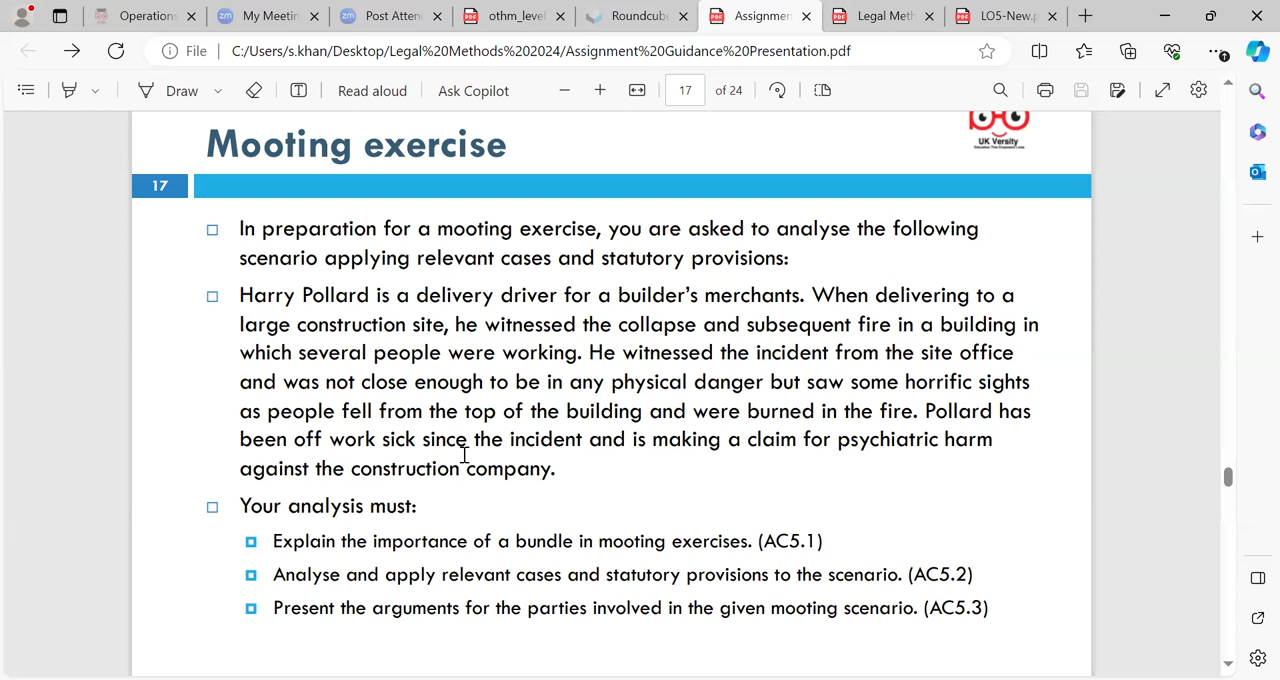 Operations
My Meetin
Post Atten
othm_level
Roundcube
Assignmen
Legal Meth
LO5-New.p
File
C:/Users/s.khan/Desktop/Legal%20Methods%202024/Assignment%20Guidance%20Presentation.pdf
Draw
Read aloud
Ask Copilot
17
of 24
Mooting exercise
UK Versity
17
In preparation for a mooting exercise, you are asked to analyse the following
scenario applying relevant cases and statutory provisions:
Harry Pollard is a delivery driver for a builder's merchants. When delivering to a
large construction site, he witnessed the collapse and subsequent fire in a building in
which several people were working. He witnessed the incident from the site office
and was not close enough to be in any physical danger but saw some horrific sights
as people fell from the top of the building and were burned in the fire. Pollard has
been off work sick since the incident and is making a claim for psychiatric harm
against the construction company.
Your analysis must:
Explain the importance of a bundle in mooting exercises. (AC5.1)
Analyse and apply relevant cases and statutory provisions to the scenario. (AC5.2)
Present the arguments for the parties involved in the given mooting scenario. (AC5.3)